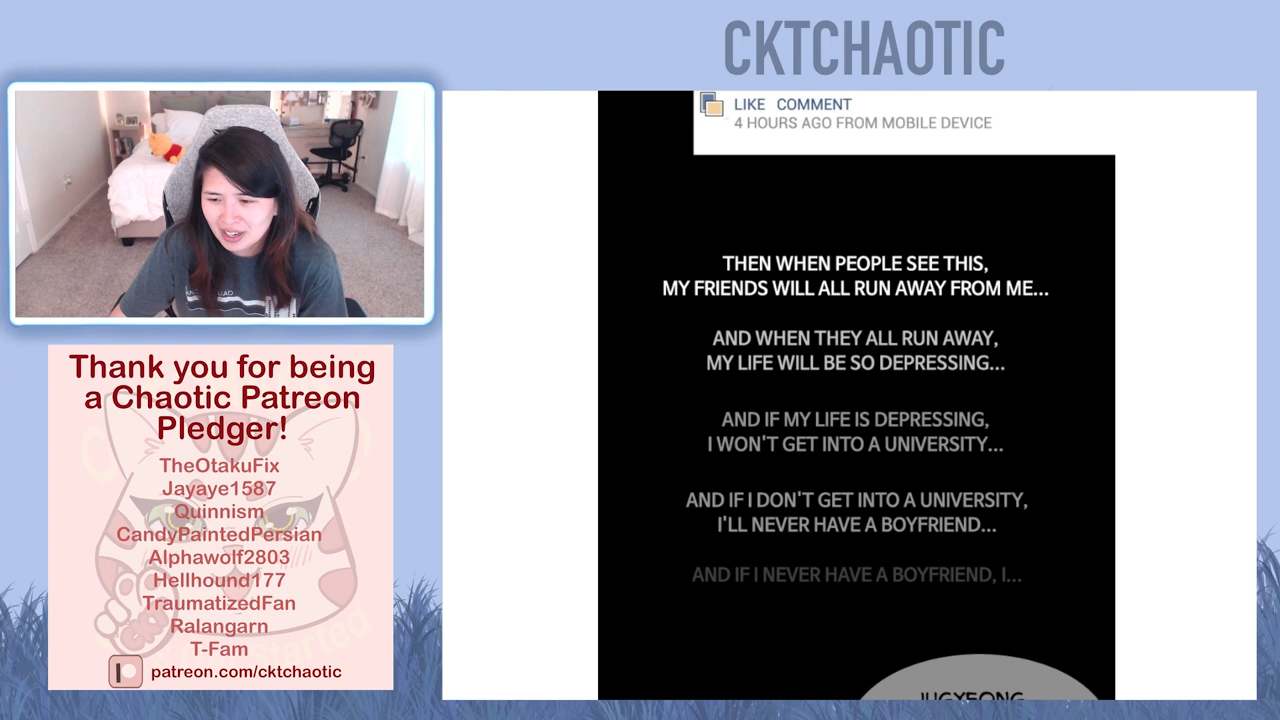 CKTCHAOTIC
LIKE COMMENT
4 HOURS AGO FROM MOBILE DEVICE
THEN WHEN PEOPLE SEE THIS,
MY FRIENDS WILL ALL RUN AWAY FROM ME...
AND WHEN THEY ALL RUN AWAY,
MY LIFE WILL BE SO DEPRESSING...
AND IF MY LIFE IS DEPRESSING,
I WON'T GET INTO A UNIVERSITY...
AND IF I DON'T GET INTO A UNIVERSITY,
I'LL NEVER HAVE A BOYFRIEND...
AND IF I NEVER HAVE A BOYFRIEND, I...
Thank you for being
a Chaotic Patreon
Pledger!
TheOtakuFix
Jayaye1587
Quinnism
CandyPaintedPersian
Alphawolf2803
Hellhound177
TraumatizedFan
Ralangarn
T-Fam
patreon.com/cktchaotic